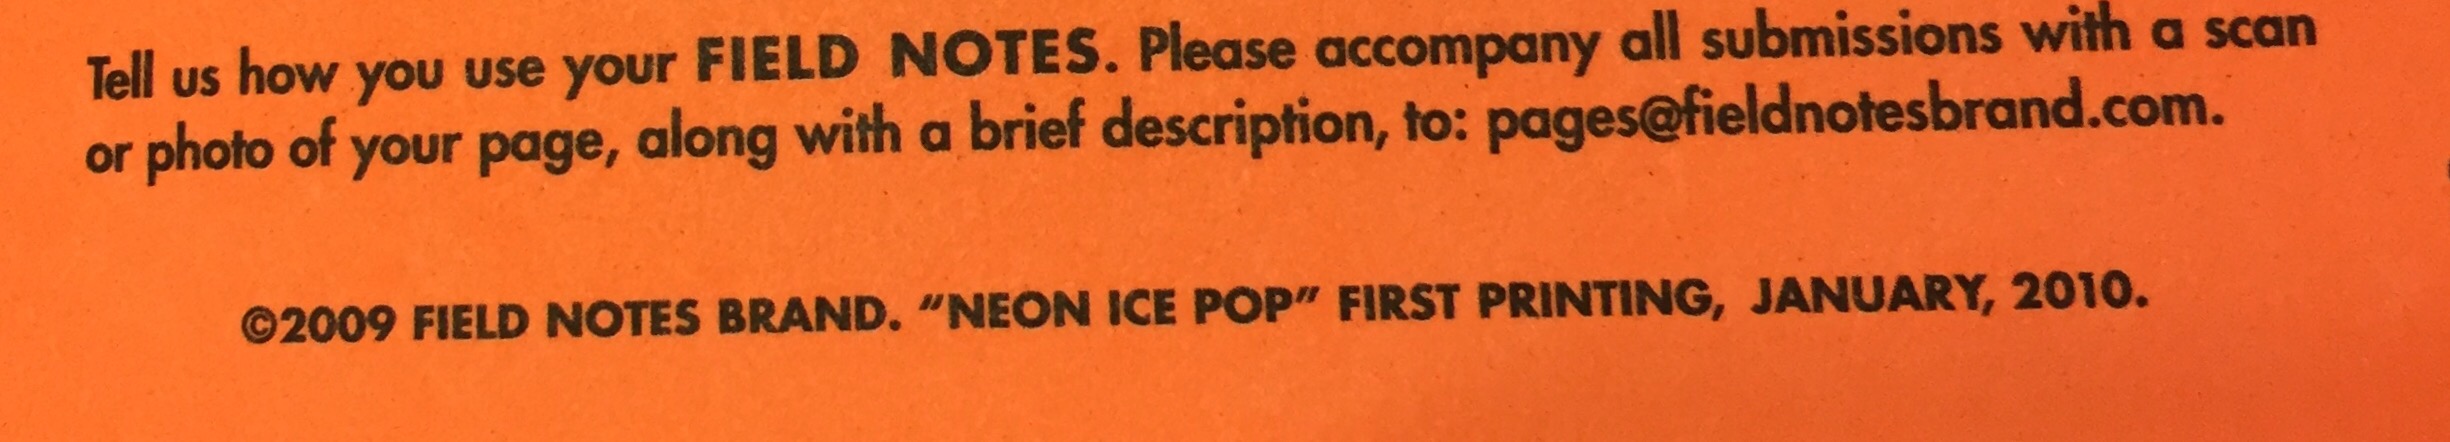 Tell us how you use your FIELD NOTES. Please accompany all submissions with a scan
or photo of your page, along with a brief description, to: pages@fieldnotesbrand.com.
©2009 FIELD NOTES BRAND. "NEON ICE POP" FIRST PRINTING, JANUARY, 2010.